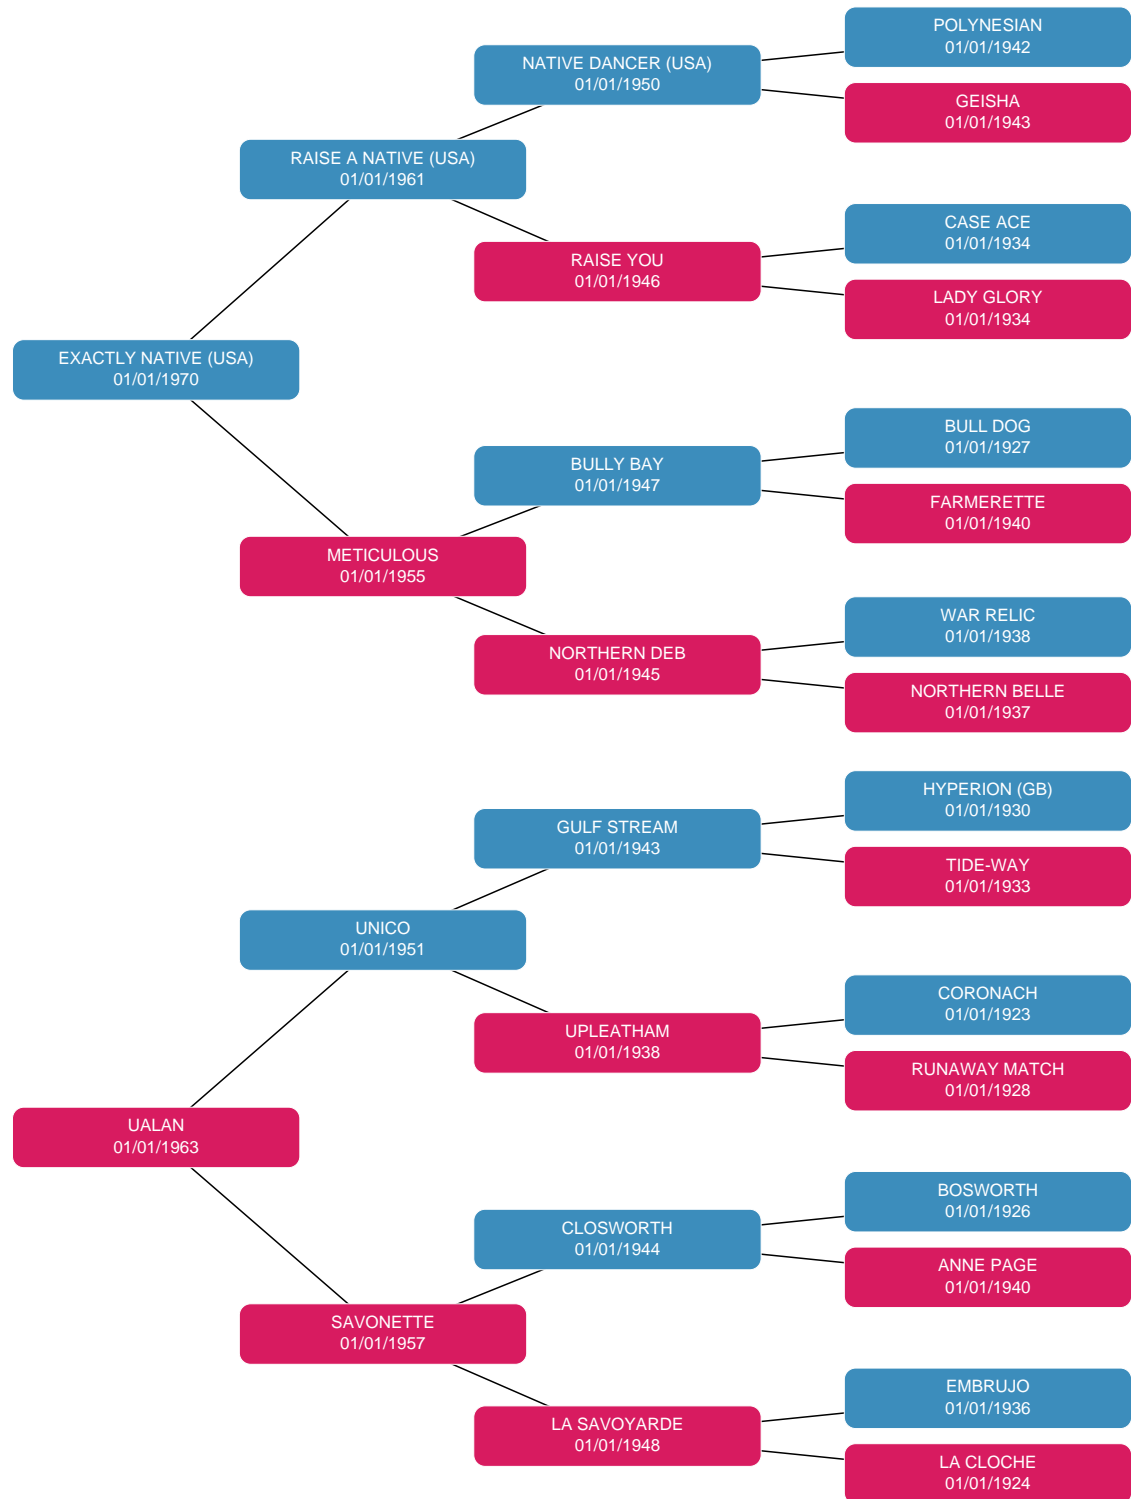 POLYNESIAN
01/01/1942
NATIVE DANCER (USA)
01/01/1950
GEISHA
01/01/1943
RAISE A NATIVE (USA)
01/01/1961
CASE ACE
01/01/1934
RAISE YOU
01/01/1946
LADY GLORY
01/01/1934
EXACTLY NATIVE (USA)
01/01/1970
BULL DOG
01/01/1927
BULLY BAY
01/01/1947
FARMERETTE
01/01/1940
METICULOUS
01/01/1955
WAR RELIC
01/01/1938
NORTHERN DEB
01/01/1945
NORTHERN BELLE
01/01/1937
HYPERION (GB)
01/01/1930
GULF STREAM
01/01/1943
TIDE-WAY
01/01/1933
UNICO
01/01/1951
CORONACH
01/01/1923
UPLEATHAM
01/01/1938
RUNAWAY MATCH
01/01/1928
UALAN
01/01/1963
BOSWORTH
01/01/1926
CLOSWORTH
01/01/1944
ANNE PAGE
01/01/1940
SAVONETTE
01/01/1957
EMBRUJO
01/01/1936
LA SAVOYARDE
01/01/1948
LA CLOCHE
01/01/1924